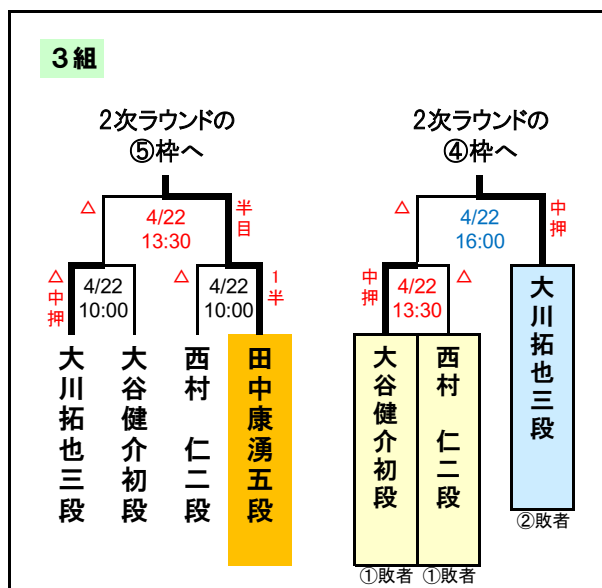 3組
2次ラウンドの
⑤枠へ
△
4/22
13:30
半目
△中押
4/22
10:00
△
4/22
10:00
1半
大川拓也三段
大谷健介初段
西村 仁二段
田中康湧五段
2次ラウンドの
④枠へ
△
4/22
16:00
中押
中押
4/22
13:30
△
大谷健介初段
西村 仁二段
大川拓也三段
①敗者
①敗者
②敗者